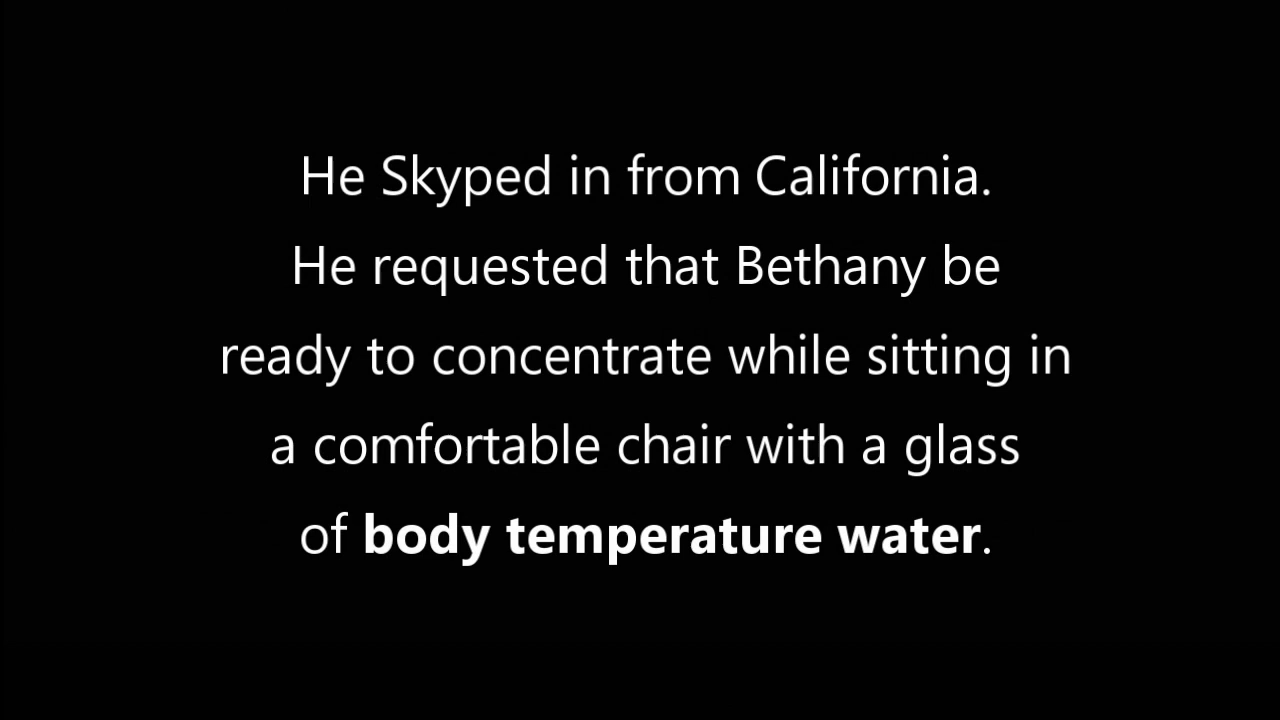 He Skyped in from California.
He requested that Bethany be
ready to concentrate while sitting in
a comfortable chair with a glass
of body temperature water.